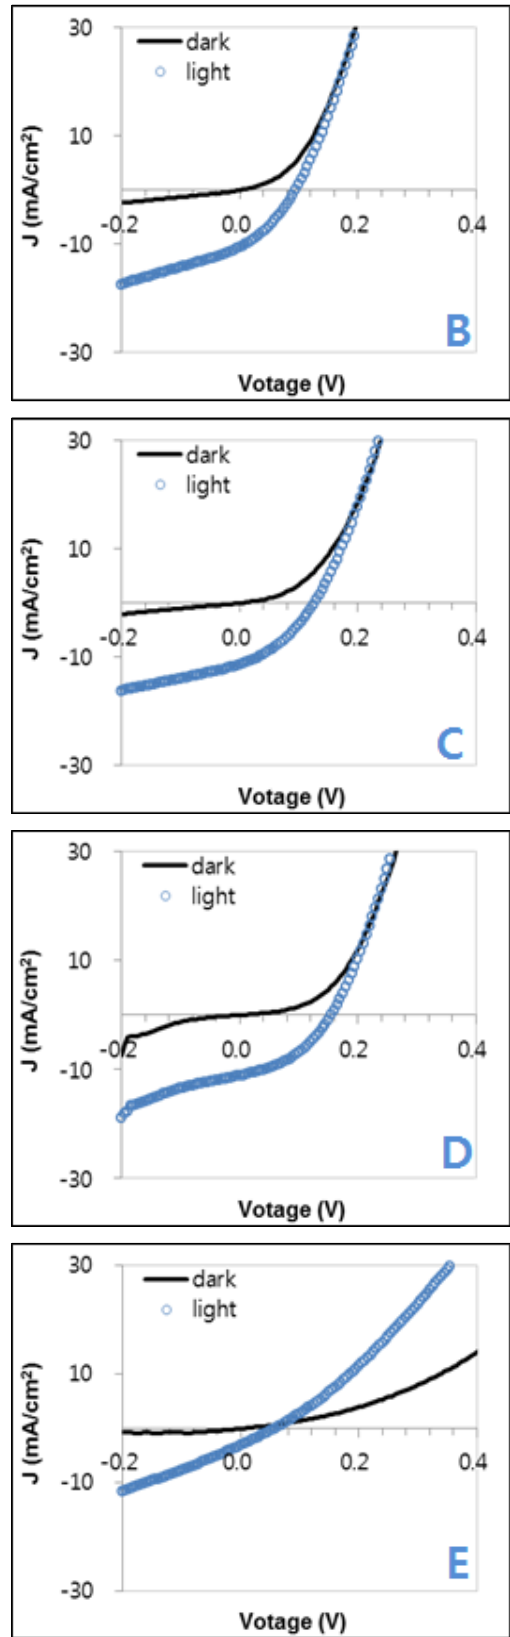 30
dark
light
10
-0.2
0.0
0.2
0.4
-10
-30
J (mA/cm²)
Votage (V)
B
30
dark
light
10
-0.2
0.0
0.2
0.4
-10
-30
J (mA/cm²)
Votage (V)
C
30
dark
light
10
-0.2
0.0
0.2
0.4
-10
-30
J (mA/cm²)
Votage (V)
D
30
dark
light
10
-0.2
0.0
0.2
0.4
-10
-30
J (mA/cm²)
Votage (V)
E